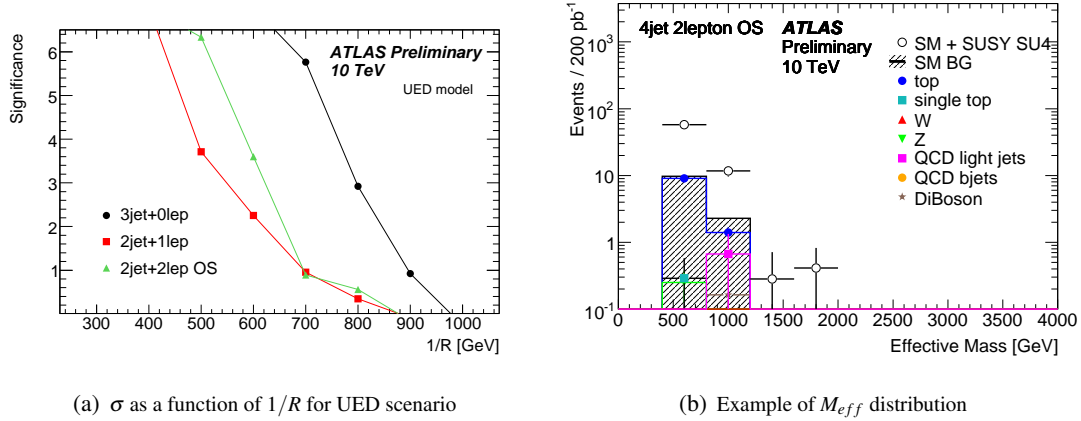 Significance
6
5
4
3
2
1
ATLAS Preliminary
10 TeV
UED model
3jet+0lep
2jet+1lep
2jet+2lep OS
300 400 500 600 700 800 900 1000
1/R [GeV]
(a) σ as a function of 1/R for UED scenario
Events / 200 pb⁻¹
10³
10²
10
1
10⁻¹
4jet 2lepton OS
ATLAS
Preliminary
10 TeV
SM + SUSY SU4
SM BG
top
single top
W
Z
QCD light jets
QCD bjets
DiBoson
0 500 1000 1500 2000 2500 3000 3500 4000
Effective Mass [GeV]
(b) Example of M_eff distribution